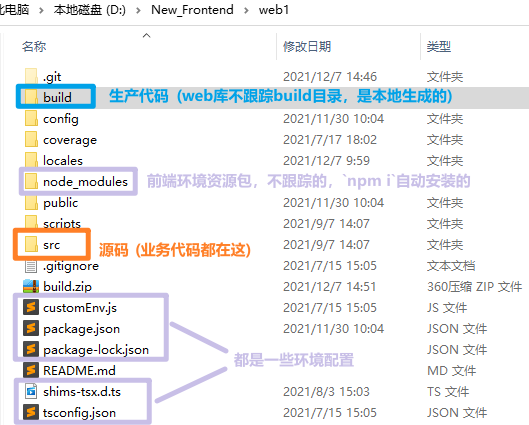 此电脑 › 本地磁盘 (D:) › New_Frontend › web1
名称 修改日期 类型
.git 2021/12/7 14:46 文件夹
build 生产代码（web库不跟踪build目录，是本地生成的） 文件夹
config 2021/11/30 10:04 文件夹
coverage 2021/7/17 18:02 文件夹
locales 2021/12/7 9:59 文件夹
node_modules 前端环境资源包，不跟踪的，`npm i`自动安装的
public 2021/11/30 10:04 文件夹
scripts 2021/9/7 14:07 文件夹
src 源码（业务代码都在这） 2021/9/7 14:07 文件夹
.gitignore 2021/7/15 15:05 文本文档
build.zip 2021/12/7 14:51 360压缩 ZIP 文件
customEnv.js 2021/7/15 15:05 JS 文件
package.json 2021/11/30 10:04 JSON 文件
package-lock.json JSON 文件
都是一些环境配置
README.md MD 文件
shims-tsx.d.ts 2021/8/3 15:03 TS 文件
tsconfig.json 2021/7/15 15:05 JSON 文件